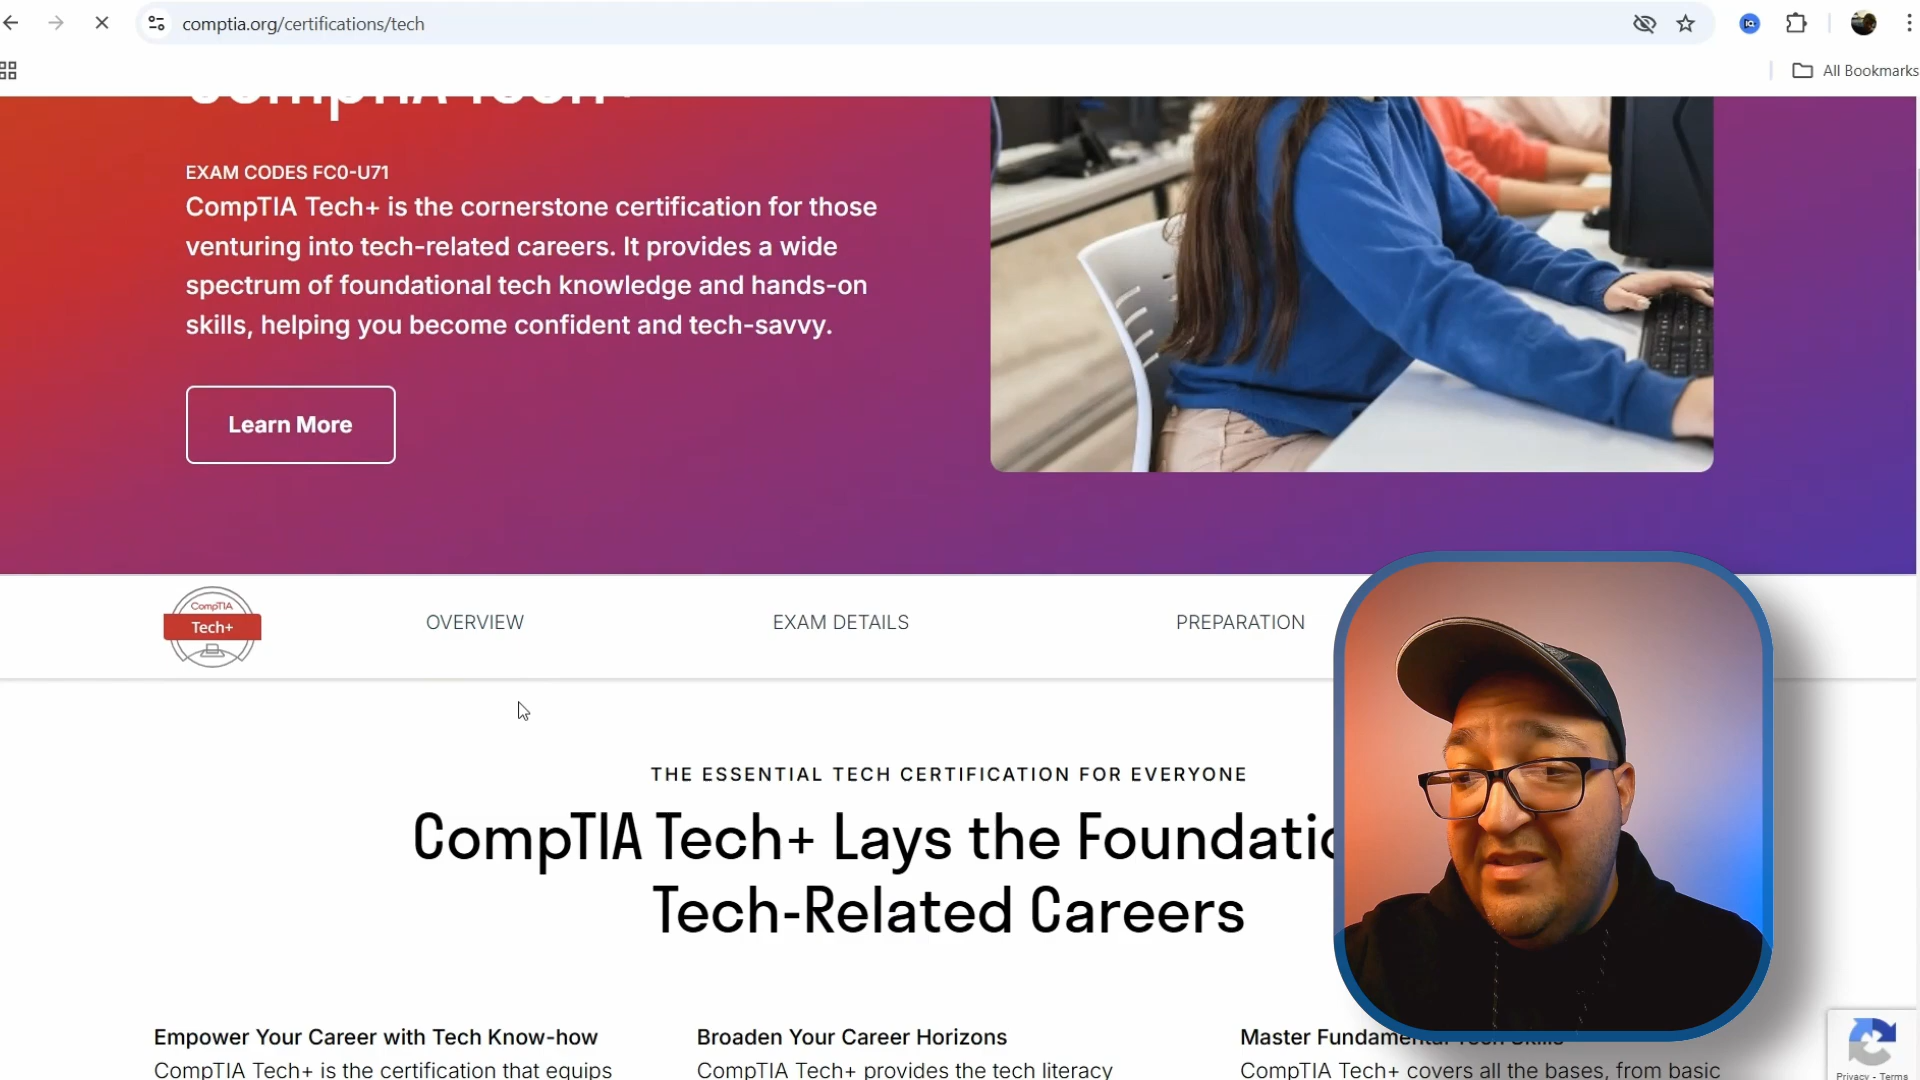 comptia.org/certifications/tech
All Bookmarks
CompTIA Tech+
EXAM CODES FC0-U71
CompTIA Tech+ is the cornerstone certification for those
venturing into tech-related careers. It provides a wide
spectrum of foundational tech knowledge and hands-on
skills, helping you become confident and tech-savvy.
Learn More
CompTIA
Tech+
OVERVIEW
EXAM DETAILS
PREPARATION
THE ESSENTIAL TECH CERTIFICATION FOR EVERYONE
CompTIA Tech+ Lays the Foundatio
Tech-Related Careers
Empower Your Career with Tech Know-how
CompTIA Tech+ is the certification that equips
Broaden Your Career Horizons
CompTIA Tech+ provides the tech literacy
Master Fundamental Tech Skills
CompTIA Tech+ covers all the bases, from basic
Privacy - Terms